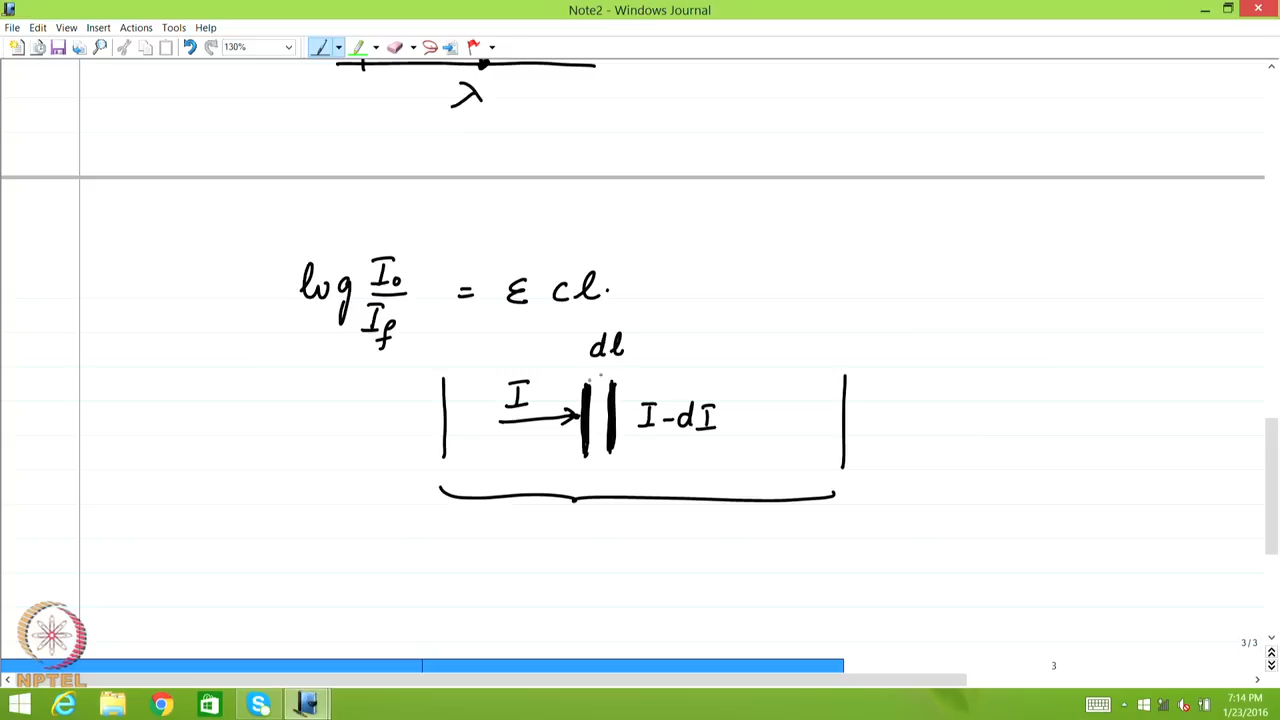 Note2 - Windows Journal
File Edit View Insert Actions Tools Help
130%
λ
log I₀/I_f = ε c l.
dl
I
I-dI
3 / 3
3
NPTEL
7:14 PM
1/23/2016